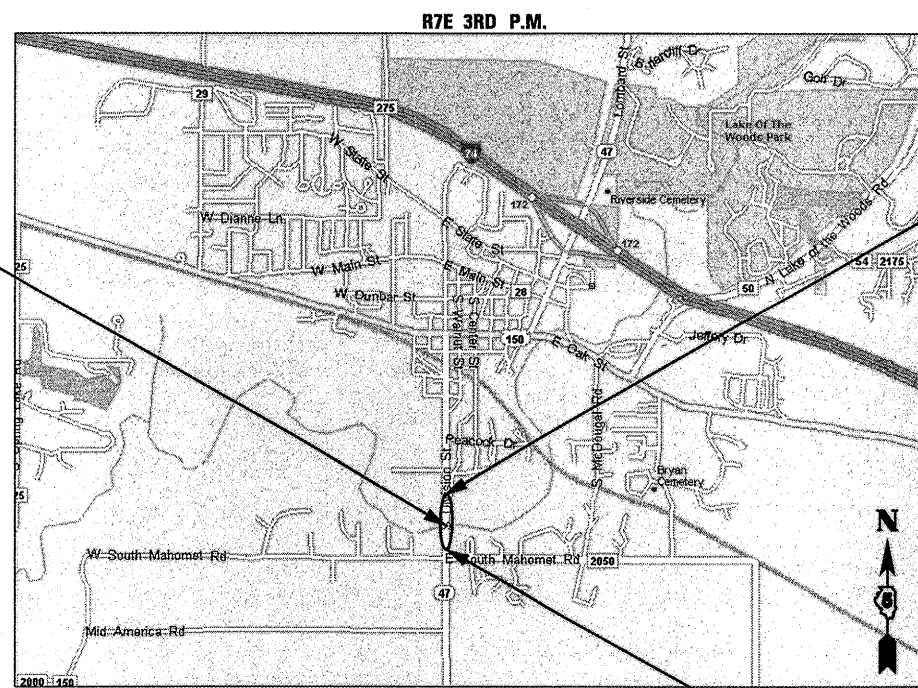 R7E 3RD P.M.
Lombard St
Golf Dr
29
275
Lake Of The
Woods Park
W State St
74
47
172
Riverside Cemetery
W Dianne Ln
E State St
172
N Lake of the Woods Rd
25
W Main St
E Main St
54
2175
50
28
W Dunbar St
S Walnut St
S Center St
150
E Oak St
Jeffery Dr
S McDougal Rd
Peacock Dr
Bryan
Cemetery
25
N
5
W South Mahomet Rd
E South Mahomet Rd
2050
47
Mid America Rd
2000
150